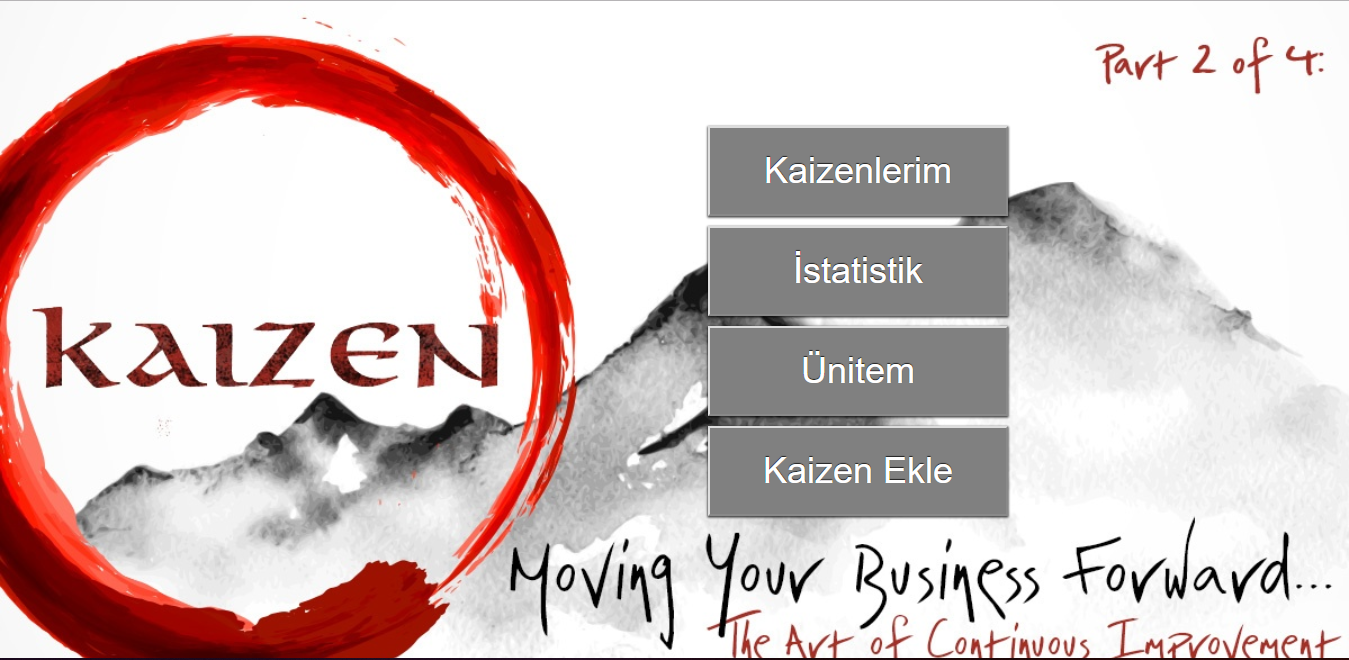 Part 2 of 4:
Kaizenlerim
İstatistik
Ünitem
KAIZEN
Kaizen Ekle
Moving Your Business Forward...
The Art of Continuous Improvement